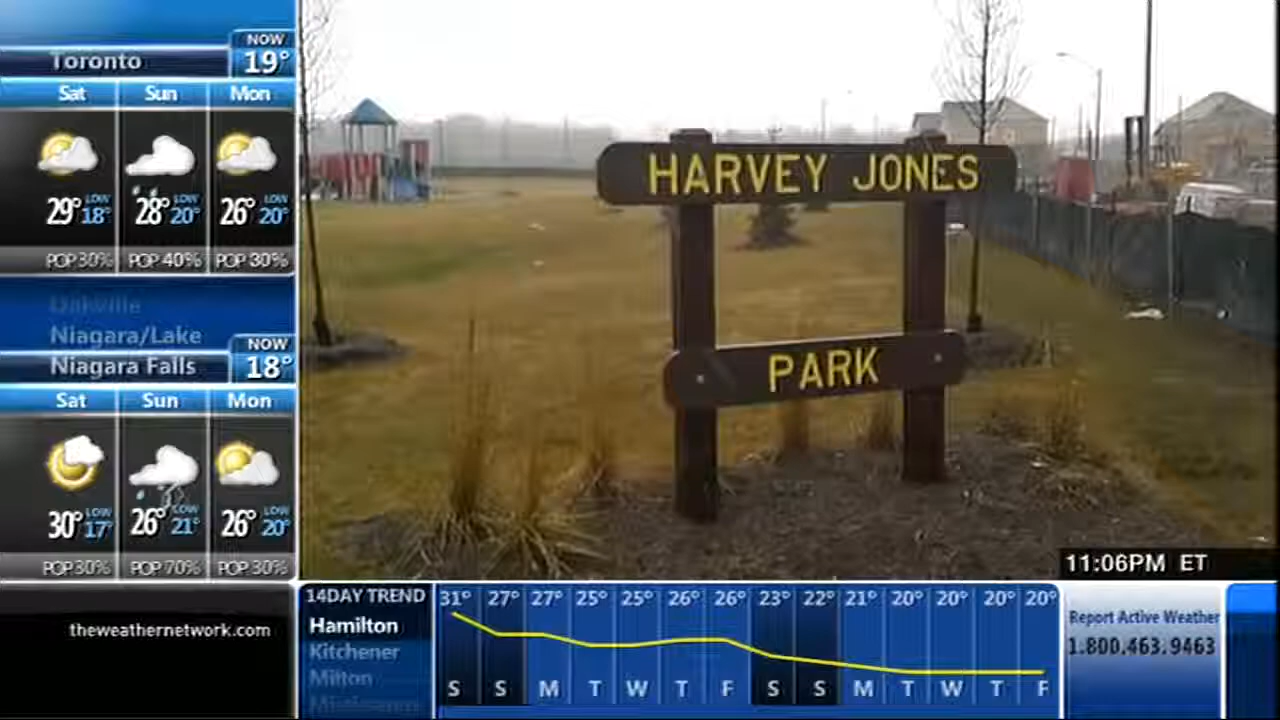 NOW
Toronto 19°
Sat Sun Mon
29° LOW 18° 28° LOW 20° 26° LOW 20°
POP 30% POP 40% POP 30%
Oakville
Niagara/Lake
NOW
Niagara Falls 18°
Sat Sun Mon
30° LOW 17° 26° LOW 21° 26° LOW 20°
POP 30% POP 70% POP 30%
theweathernetwork.com
HARVEY JONES
PARK
11:06PM ET
14DAY TREND
Hamilton
Kitchener
Milton
31° 27° 27° 25° 25° 26° 26° 23° 22° 21° 20° 20° 20° 20°
S S M T W T F S S M T W T F
Report Active Weather
1.800.463.9463